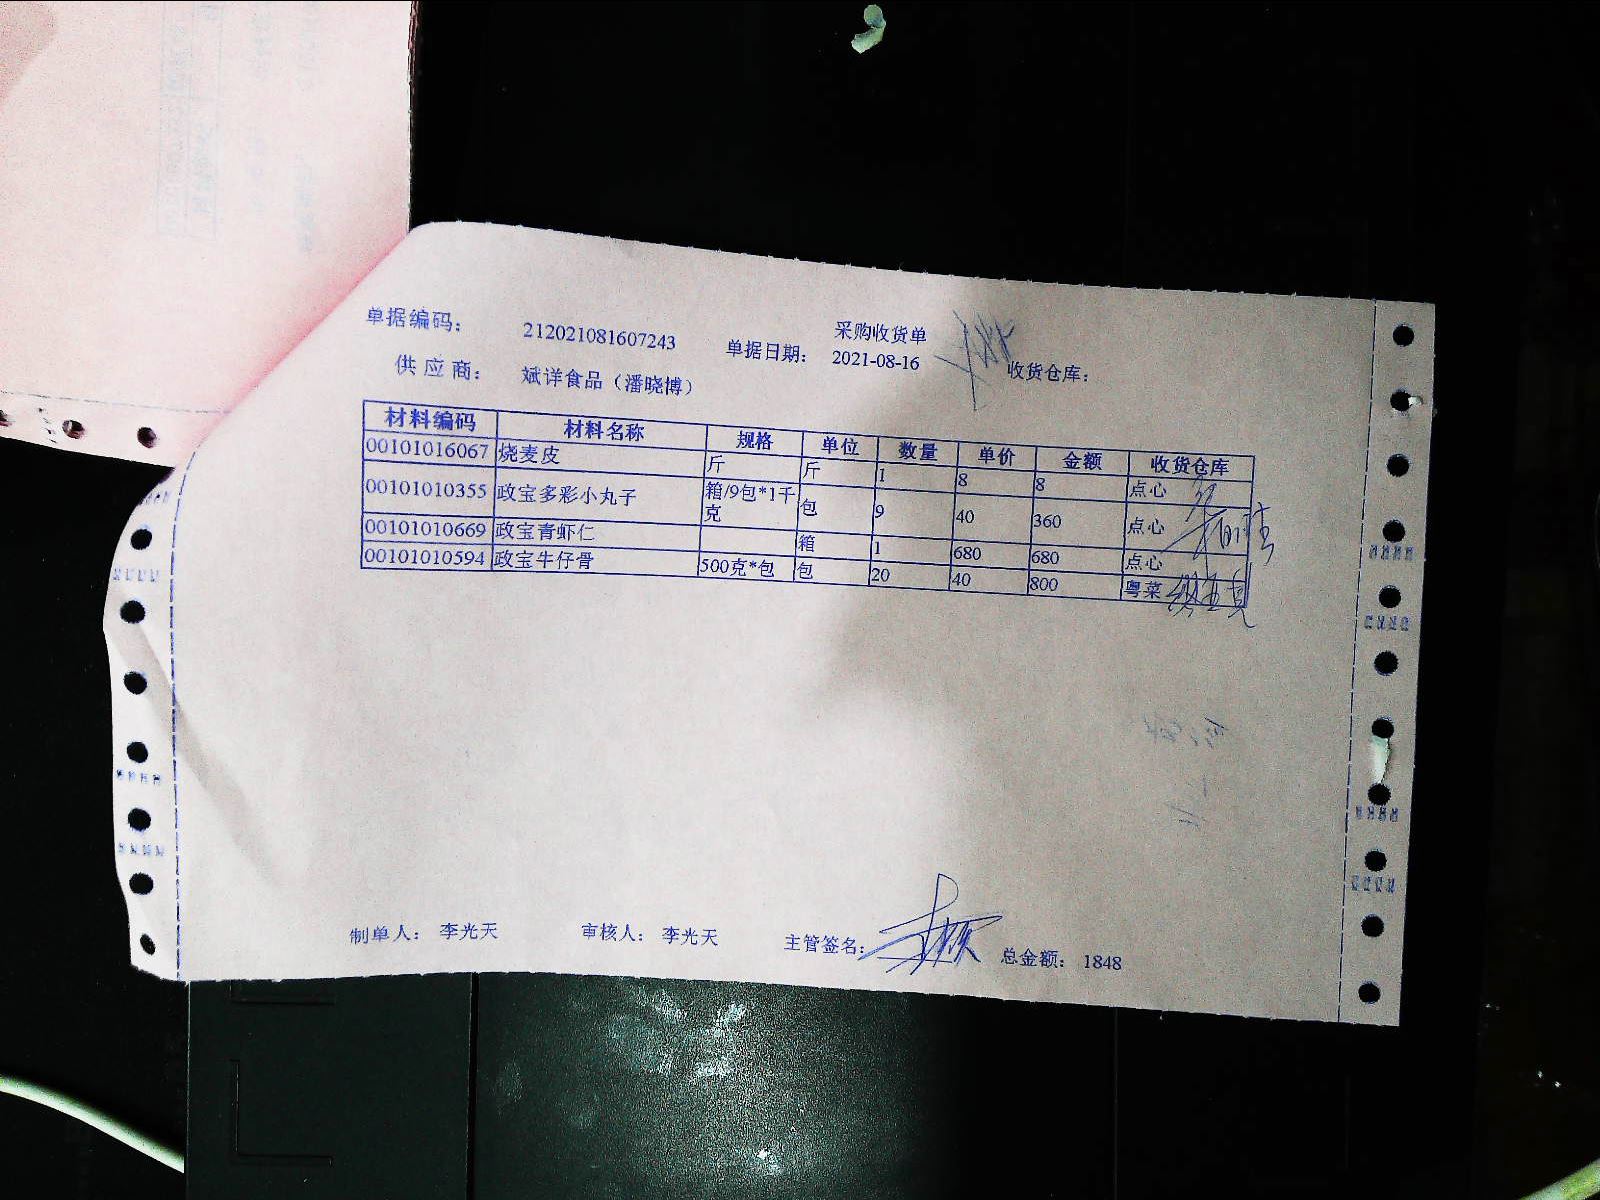 采购收货单
单据编码： 212021081607243 单据日期： 2021-08-16 收货仓库：
供应商： 斌详食品（潘晓博）
材料编码 材料名称 规格 单位 数量 单价 金额 收货仓库
00101016067 烧麦皮 斤 斤 1 8 8 点心
00101010355 政宝多彩小丸子 箱/9包*1千克 包 9 40 360 点心
00101010669 政宝青虾仁 箱 1 680 680 点心
00101010594 政宝牛仔骨 500克*包 包 20 40 800 粤菜
制单人： 李光天 审核人： 李光天 主管签名： 总金额： 1848